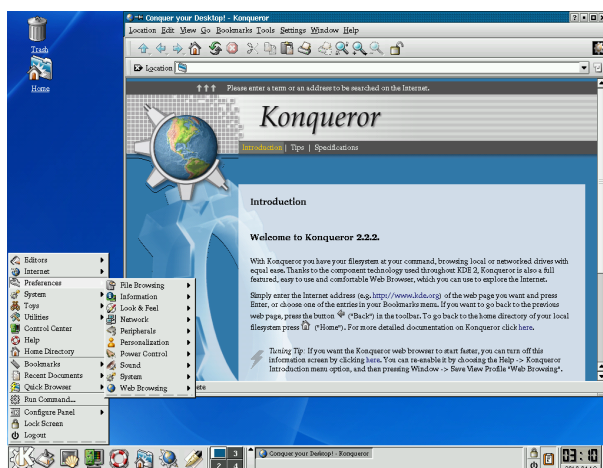 Conquer your Desktop! - Konqueror
Location Edit View Go Bookmarks Tools Settings Window Help
Trash
Home
Location
Please enter a term or an address to be searched on the Internet.
Konqueror
Introduction | Tips | Specifications
Introduction
Welcome to Konqueror 2.2.2.
With Konqueror you have your filesystem at your command, browsing local or networked drives with
equal ease. Thanks to the component technology used throughout KDE 2, Konqueror is also a full
featured, easy to use and comfortable Web Browser, which you can use to explore the Internet.
Simply enter the Internet address (e.g. http://www.kde.org) of the web page you want and press
Enter, or choose one of the entries in your Bookmarks menu. If you want to go back to the previous
web page, press the button ("Back") in the toolbar. To go back to the home directory of your local
filesystem press ("Home"). For more detailed documentation on Konqueror click here.
Tuning Tip: If you want the Konqueror web browser to start faster, you can turn off this
information screen by clicking here. You can re-enable it by choosing the Help -> Konqueror
Introduction menu option, and then pressing Window -> Save View Profile "Web Browsing".
Editors
Internet
Preferences
System
Toys
Utilities
Control Center
Help
Home Directory
Bookmarks
Recent Documents
Quick Browser
Run Command...
Configure Panel
Lock Screen
Logout
File Browsing
Information
Look & Feel
Network
Peripherals
Personalization
Power Control
Sound
System
Web Browsing
ete
3
2 4
Conquer your Desktop! - Konqueror